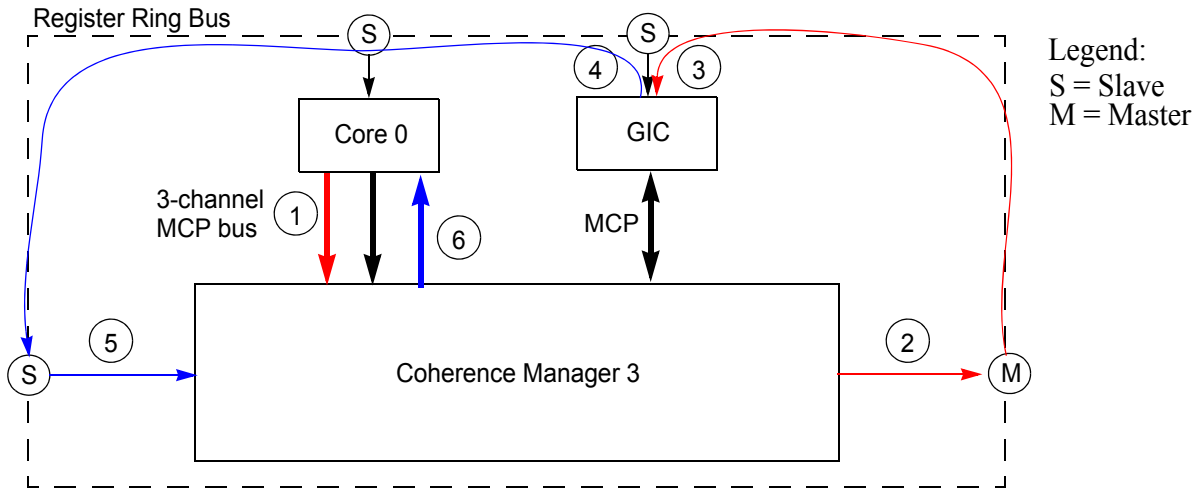 Register Ring Bus
S
S
4
3
Legend:
S = Slave
M = Master
Core 0
GIC
3-channel
MCP bus
1
6
MCP
5
2
S
Coherence Manager 3
M